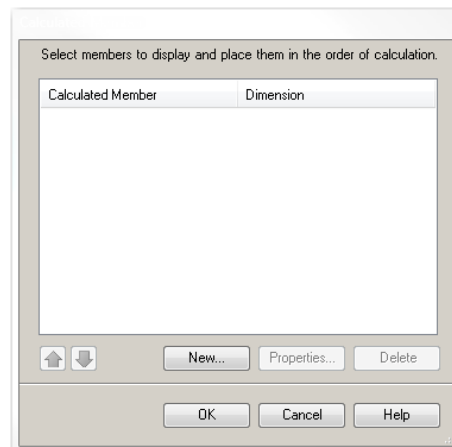 Select members to display and place them in the order of calculation.
Calculated Member Dimension
New... Properties... Delete
OK Cancel Help